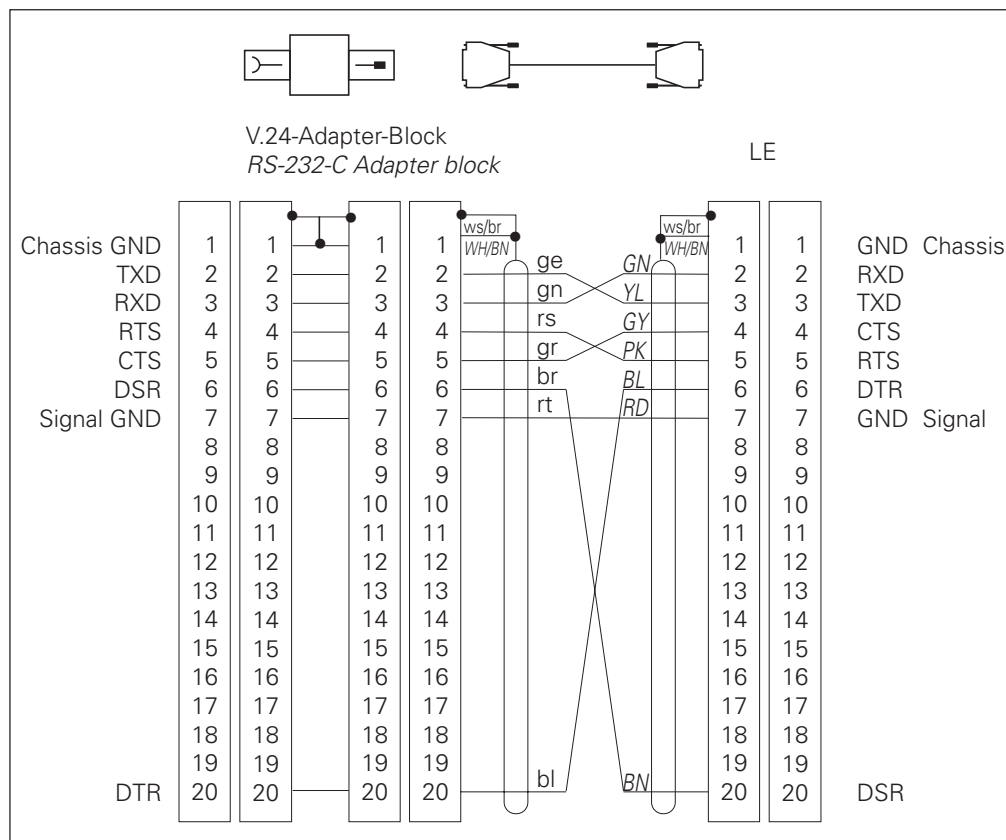 V.24-Adapter-Block
RS-232-C Adapter block
LE
ws/br ws/br
Chassis GND 1 1 1 1 WH/BN WH/BN 1 1 GND Chassis
TXD 2 2 2 2 ge GN 2 2 RXD
RXD 3 3 3 3 gn YL 3 3 TXD
RTS 4 4 4 4 rs GY 4 4 CTS
CTS 5 5 5 5 gr PK 5 5 RTS
DSR 6 6 6 6 br BL 6 6 DTR
Signal GND 7 7 7 7 rt RD 7 7 GND Signal
8 8 8 8 8 8
9 9 9 9 9 9
10 10 10 10 10 10
11 11 11 11 11 11
12 12 12 12 12 12
13 13 13 13 13 13
14 14 14 14 14 14
15 15 15 15 15 15
16 16 16 16 16 16
17 17 17 17 17 17
18 18 18 18 18 18
19 19 19 19 19 19
DTR 20 20 20 20 bl BN 20 20 DSR